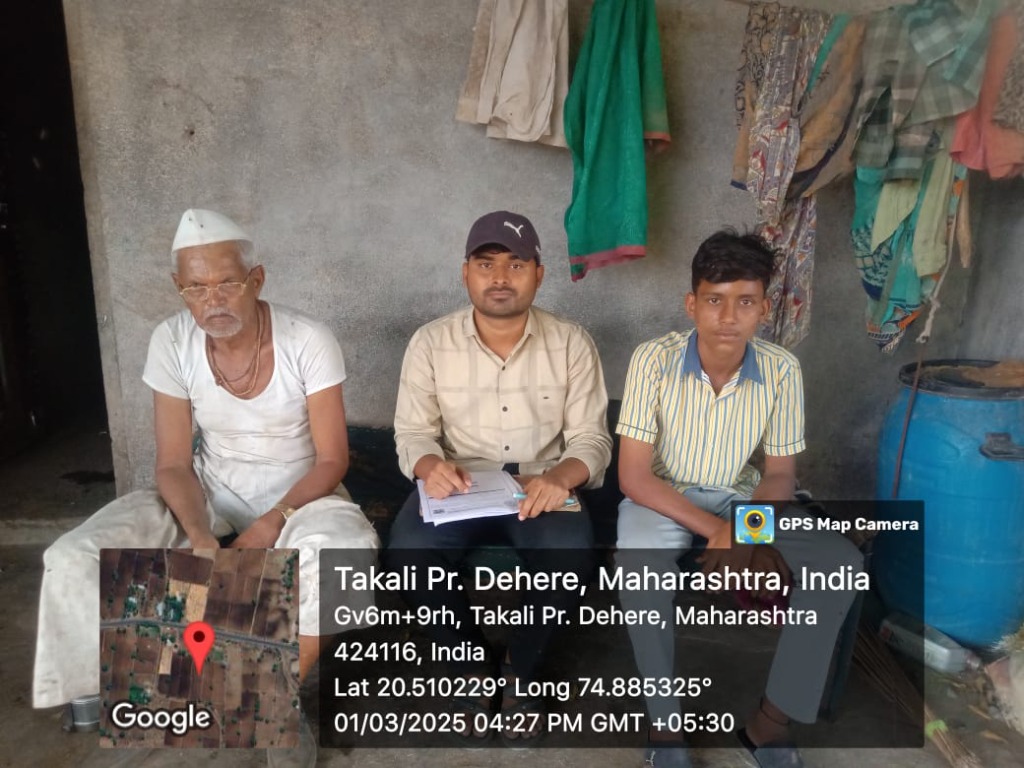 GPS Map Camera
Takali Pr. Dehere, Maharashtra, India
Gv6m+9rh, Takali Pr. Dehere, Maharashtra
424116, India
Lat 20.510229° Long 74.885325°
01/03/2025 04:27 PM GMT +05:30
Google